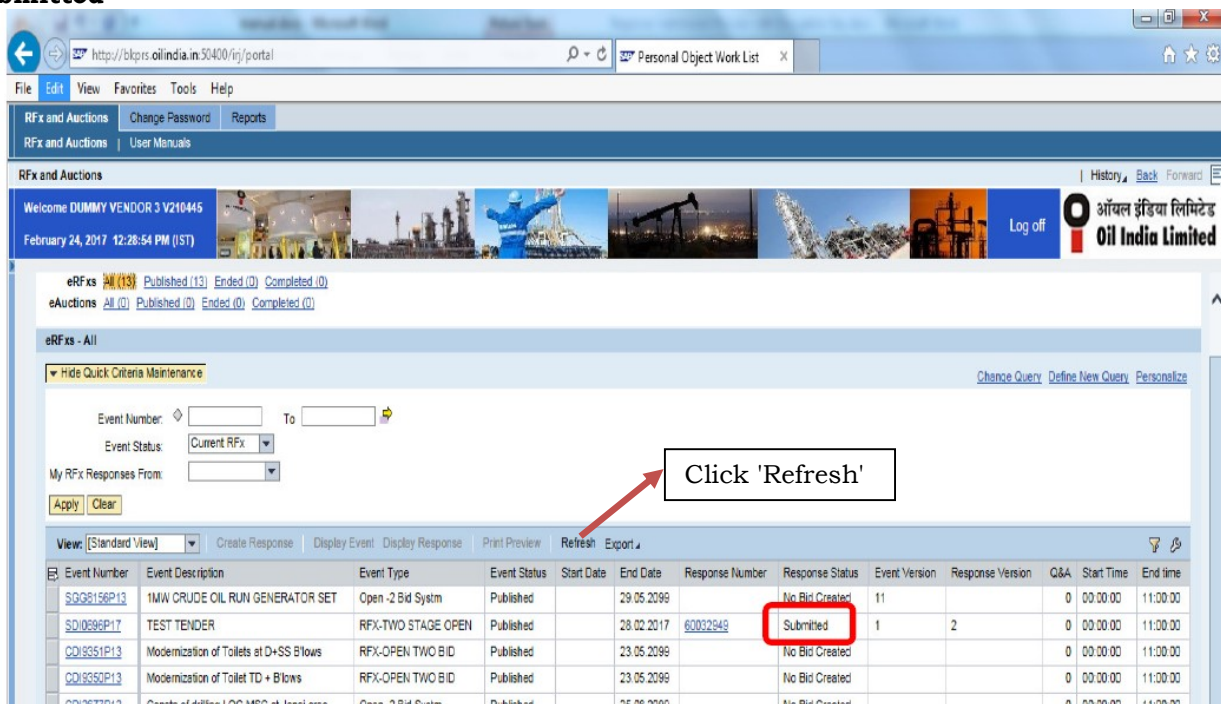 http://bkprs.oilindia.in:50400/irj/portal
Personal Object Work List
File Edit View Favorites Tools Help
RFx and Auctions Change Password Reports
RFx and Auctions | User Manuals
RFx and Auctions | History Back Forward
Welcome DUMMY VENDOR 3 V210445
February 24, 2017 12:28:54 PM (IST)
Log off
ऑयल इंडिया लिमिटेड
Oil India Limited
eRFxs All (13) Published (13) Ended (0) Completed (0)
eAuctions All (0) Published (0) Ended (0) Completed (0)
eRFxs - All
Hide Quick Criteria Maintenance
Change Query Define New Query Personalize
Event Number: To
Event Status: Current RFx
My RFx Responses From:
Click 'Refresh'
Apply Clear
View: [Standard View] Create Response Display Event Display Response Print Preview Refresh Export
Event Number Event Description Event Type Event Status Start Date End Date Response Number Response Status Event Version Response Version Q&A Start Time End time
SGG8156P13 1MW CRUDE OIL RUN GENERATOR SET Open -2 Bid Systm Published 29.05.2099 No Bid Created 11 0 00:00:00 11:00:00
SDI0696P17 TEST TENDER RFX-TWO STAGE OPEN Published 28.02.2017 60032949 Submitted 1 2 0 00:00:00 11:00:00
CDI9351P13 Modernization of Toilets at D+SS B'lows RFX-OPEN TWO BID Published 23.05.2099 No Bid Created 0 00:00:00 11:00:00
CDI9350P13 Modernization of Toilet TD + B'lows RFX-OPEN TWO BID Published 23.05.2099 No Bid Created 0 00:00:00 11:00:00